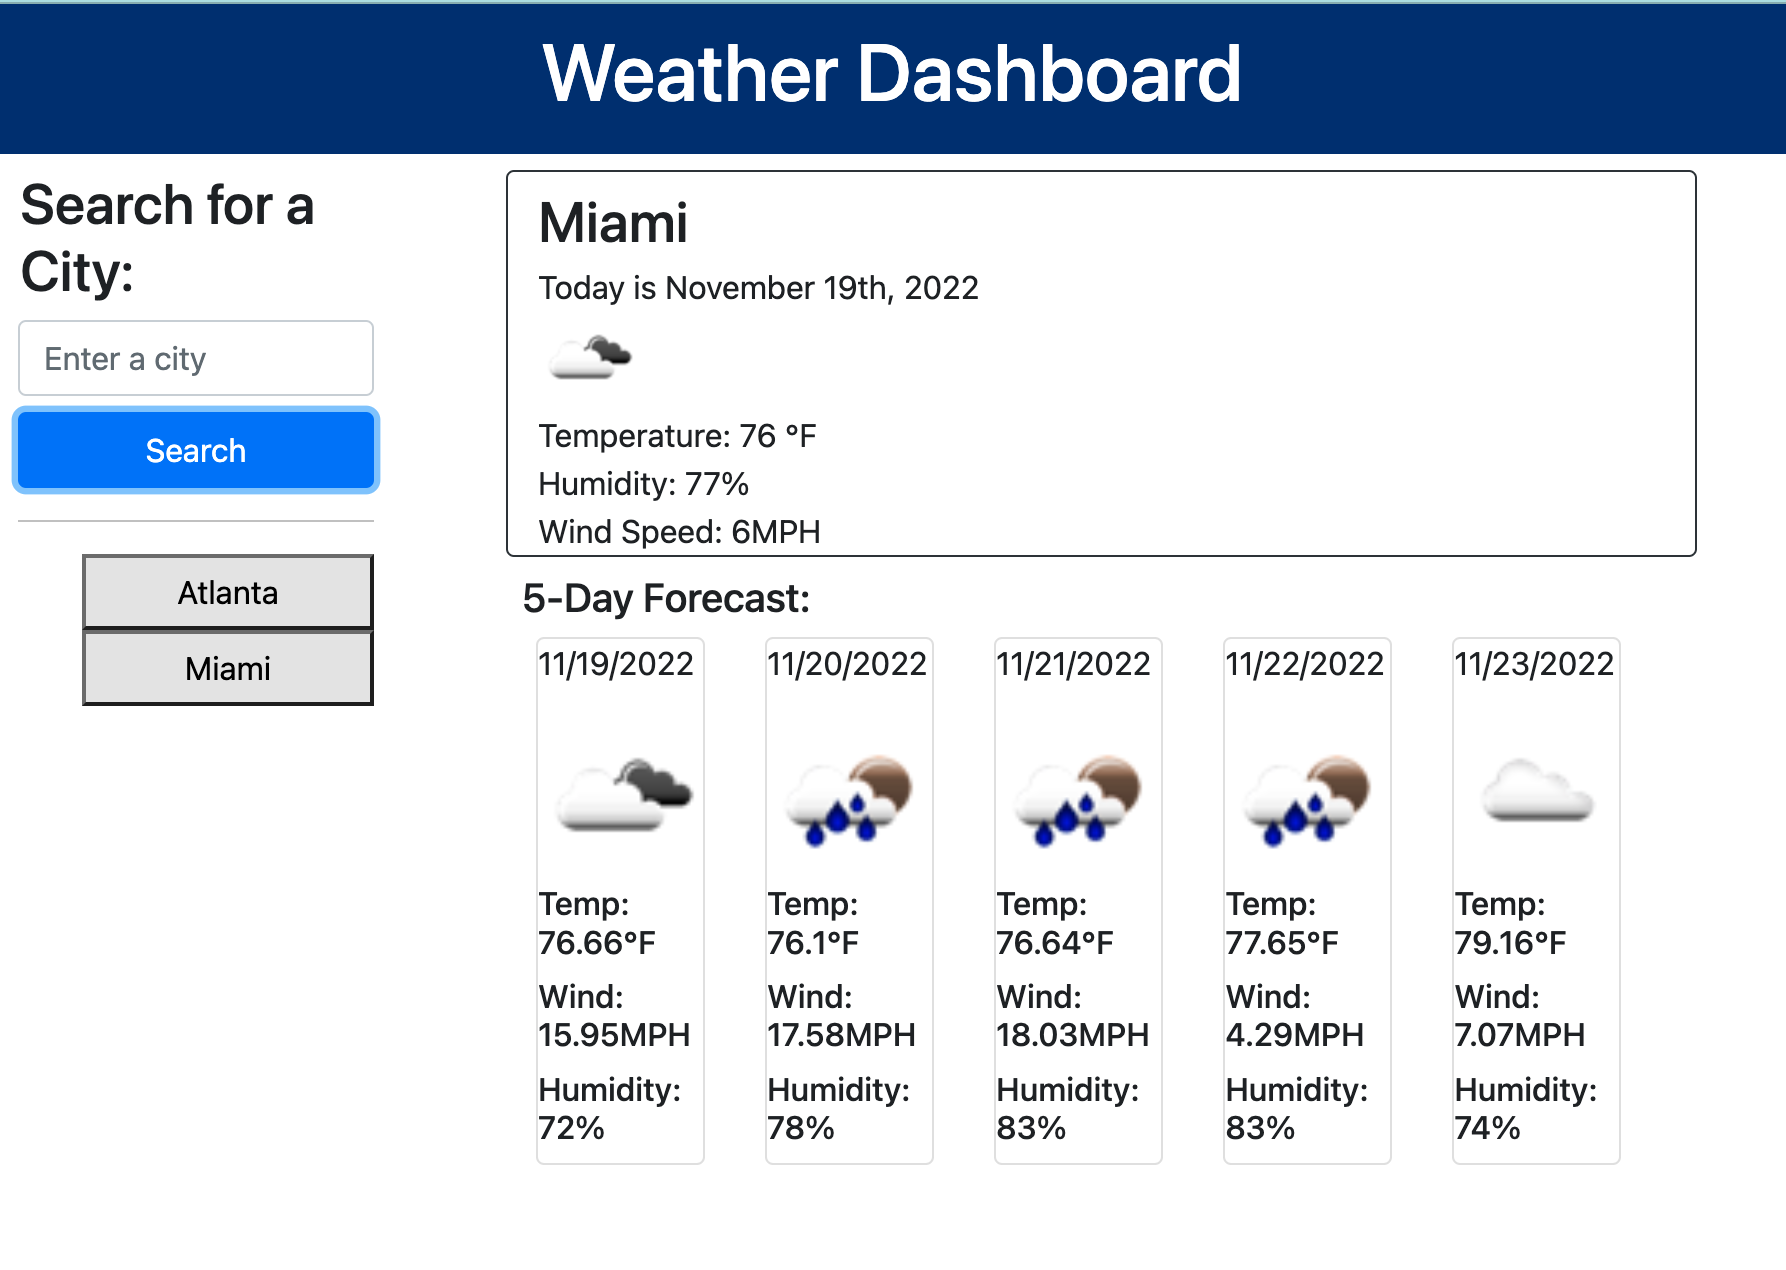 Weather Dashboard
Search for a
City:
Enter a city
Search
Atlanta
Miami
Miami
Today is November 19th, 2022
Temperature: 76 °F
Humidity: 77%
Wind Speed: 6MPH
5-Day Forecast:
11/19/2022
Temp:
76.66°F
Wind:
15.95MPH
Humidity:
72%
11/20/2022
Temp:
76.1°F
Wind:
17.58MPH
Humidity:
78%
11/21/2022
Temp:
76.64°F
Wind:
18.03MPH
Humidity:
83%
11/22/2022
Temp:
77.65°F
Wind:
4.29MPH
Humidity:
83%
11/23/2022
Temp:
79.16°F
Wind:
7.07MPH
Humidity:
74%